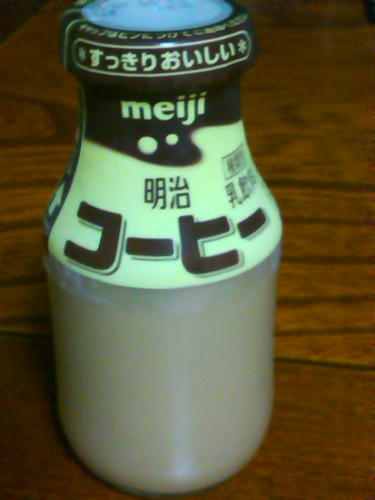 *すっきりおいしい*
meiji
明治
乳飲料
コーヒー